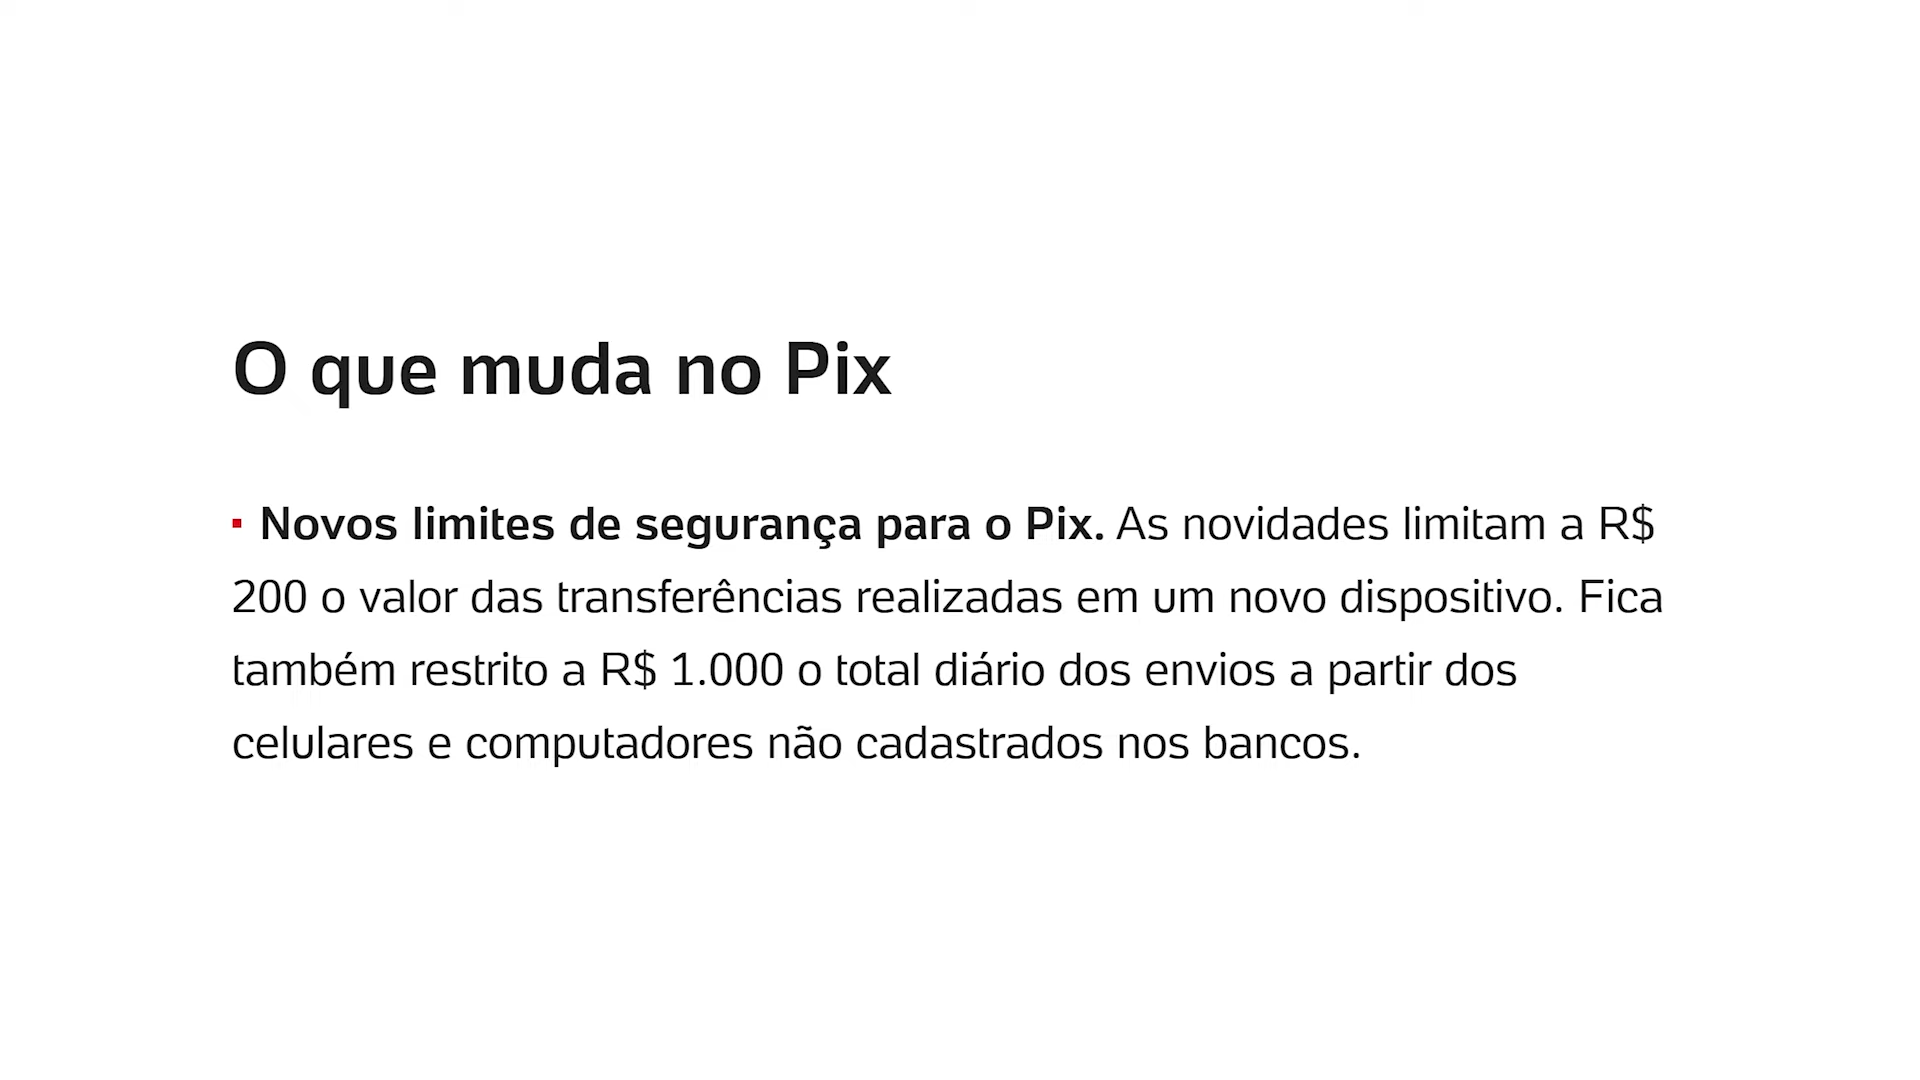 O que muda no Pix
▪ Novos limites de segurança para o Pix. As novidades limitam a R$
200 o valor das transferências realizadas em um novo dispositivo. Fica
também restrito a R$ 1.000 o total diário dos envios a partir dos
celulares e computadores não cadastrados nos bancos.